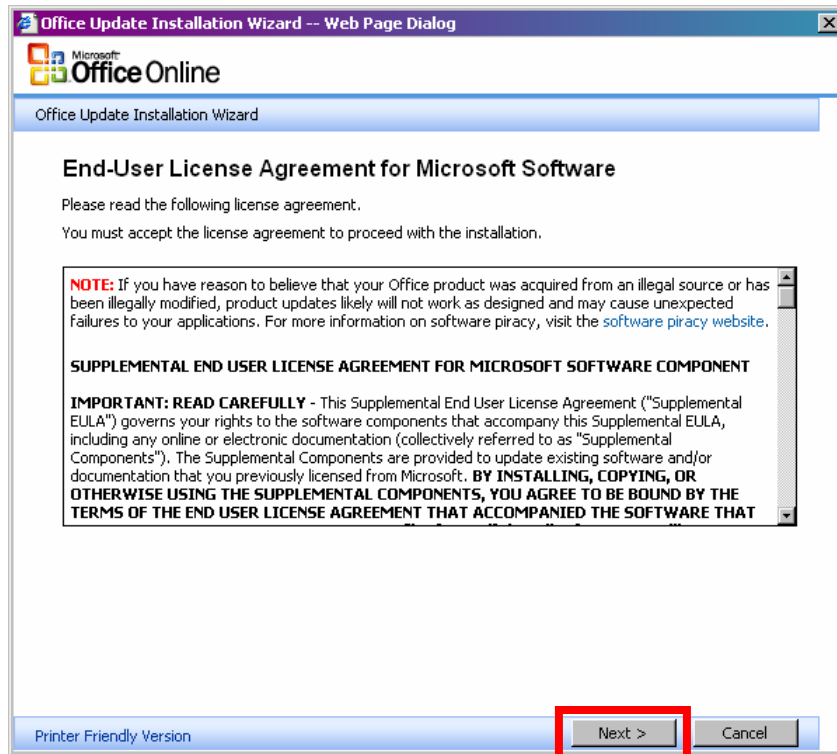 Office Update Installation Wizard -- Web Page Dialog
Microsoft
Office Online
Office Update Installation Wizard
End-User License Agreement for Microsoft Software
Please read the following license agreement.
You must accept the license agreement to proceed with the installation.
NOTE: If you have reason to believe that your Office product was acquired from an illegal source or has
been illegally modified, product updates likely will not work as designed and may cause unexpected
failures to your applications. For more information on software piracy, visit the software piracy website.
SUPPLEMENTAL END USER LICENSE AGREEMENT FOR MICROSOFT SOFTWARE COMPONENT
IMPORTANT: READ CAREFULLY - This Supplemental End User License Agreement ("Supplemental
EULA") governs your rights to the software components that accompany this Supplemental EULA,
including any online or electronic documentation (collectively referred to as "Supplemental
Components"). The Supplemental Components are provided to update existing software and/or
documentation that you previously licensed from Microsoft. BY INSTALLING, COPYING, OR
OTHERWISE USING THE SUPPLEMENTAL COMPONENTS, YOU AGREE TO BE BOUND BY THE
TERMS OF THE END USER LICENSE AGREEMENT THAT ACCOMPANIED THE SOFTWARE THAT
Printer Friendly Version
Next >
Cancel